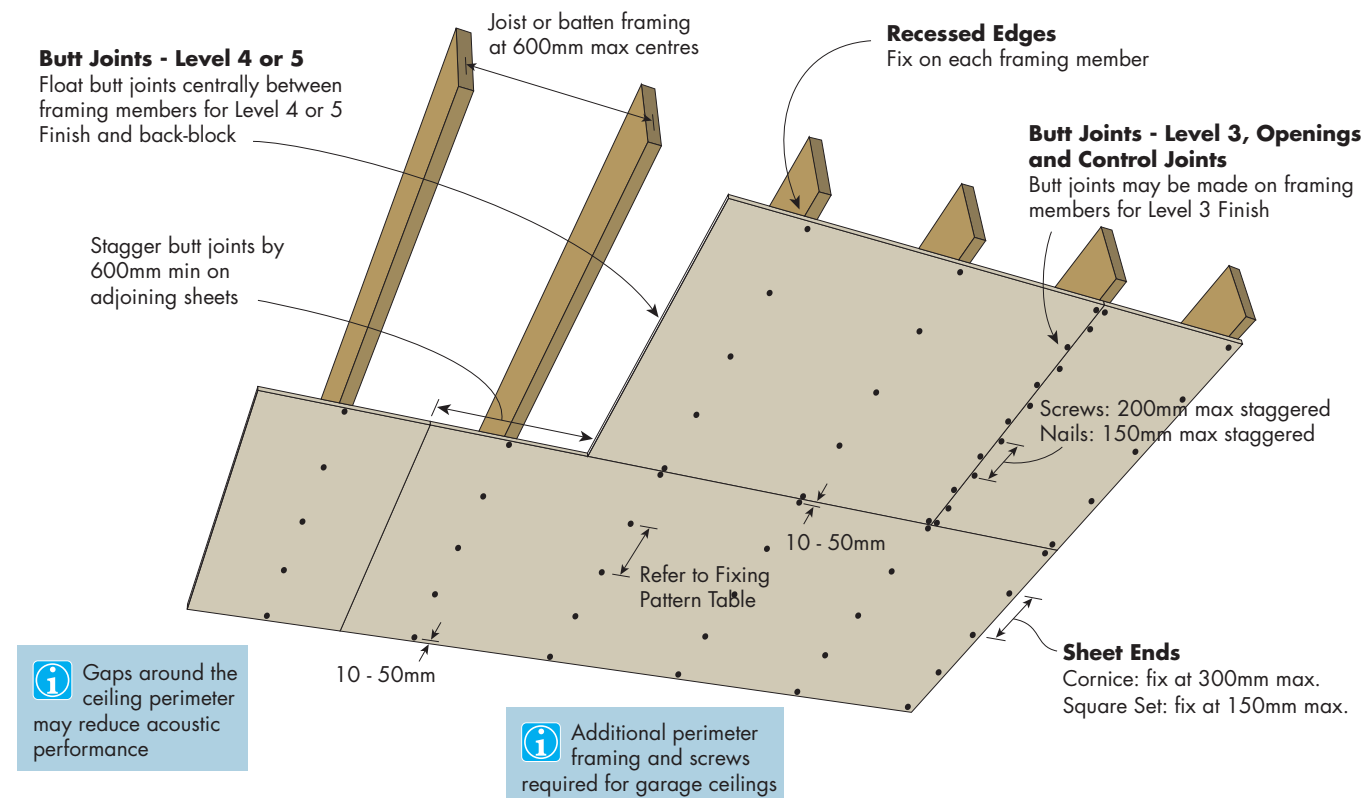 Joist or batten framing
at 600mm max centres
Recessed Edges
Fix on each framing member
Butt Joints - Level 4 or 5
Float butt joints centrally between
framing members for Level 4 or 5
Finish and back-block
Butt Joints - Level 3, Openings
and Control Joints
Butt joints may be made on framing
members for Level 3 Finish
Stagger butt joints by
600mm min on
adjoining sheets
Screws: 200mm max staggered
Nails: 150mm max staggered
10 - 50mm
Refer to Fixing
Pattern Table
10 - 50mm
Sheet Ends
Cornice: fix at 300mm max.
Square Set: fix at 150mm max.
i Gaps around the
ceiling perimeter
may reduce acoustic
performance
i Additional perimeter
framing and screws
required for garage ceilings